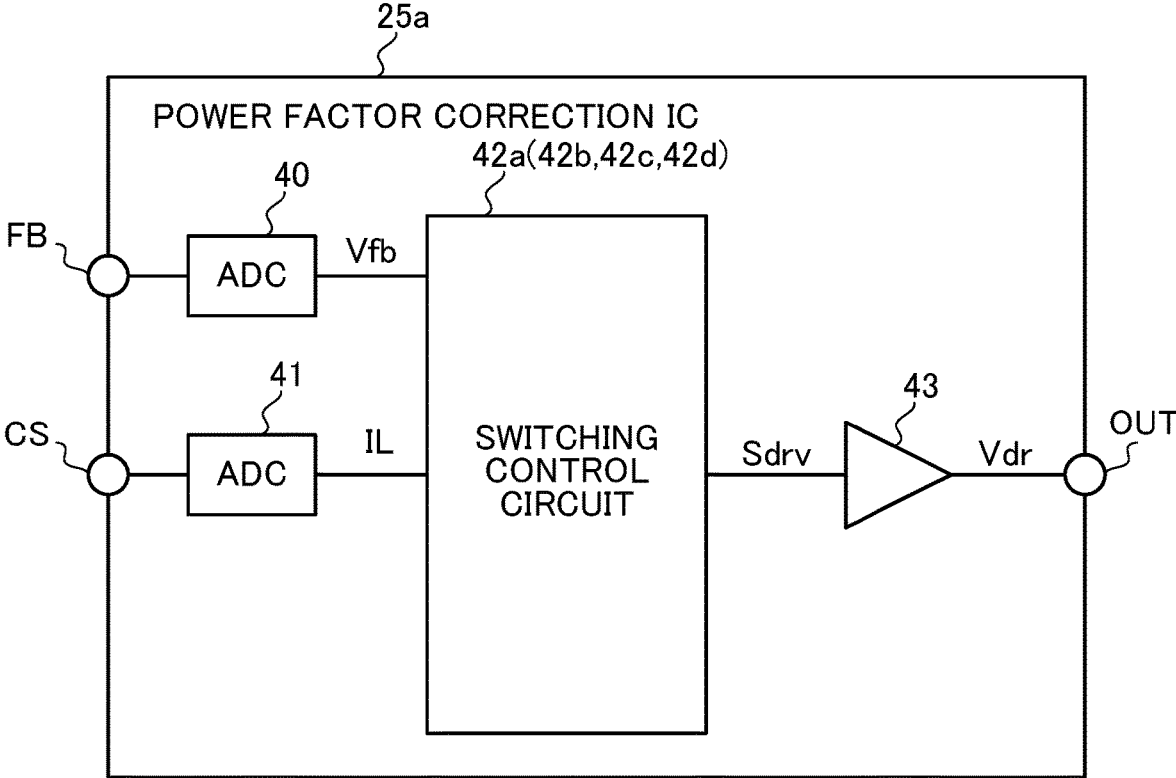 25a
POWER FACTOR CORRECTION IC
42a(42b,42c,42d)
40
FB
ADC
Vfb
41
CS
ADC
IL
SWITCHING
CONTROL
CIRCUIT
Sdrv
43
Vdr
OUT